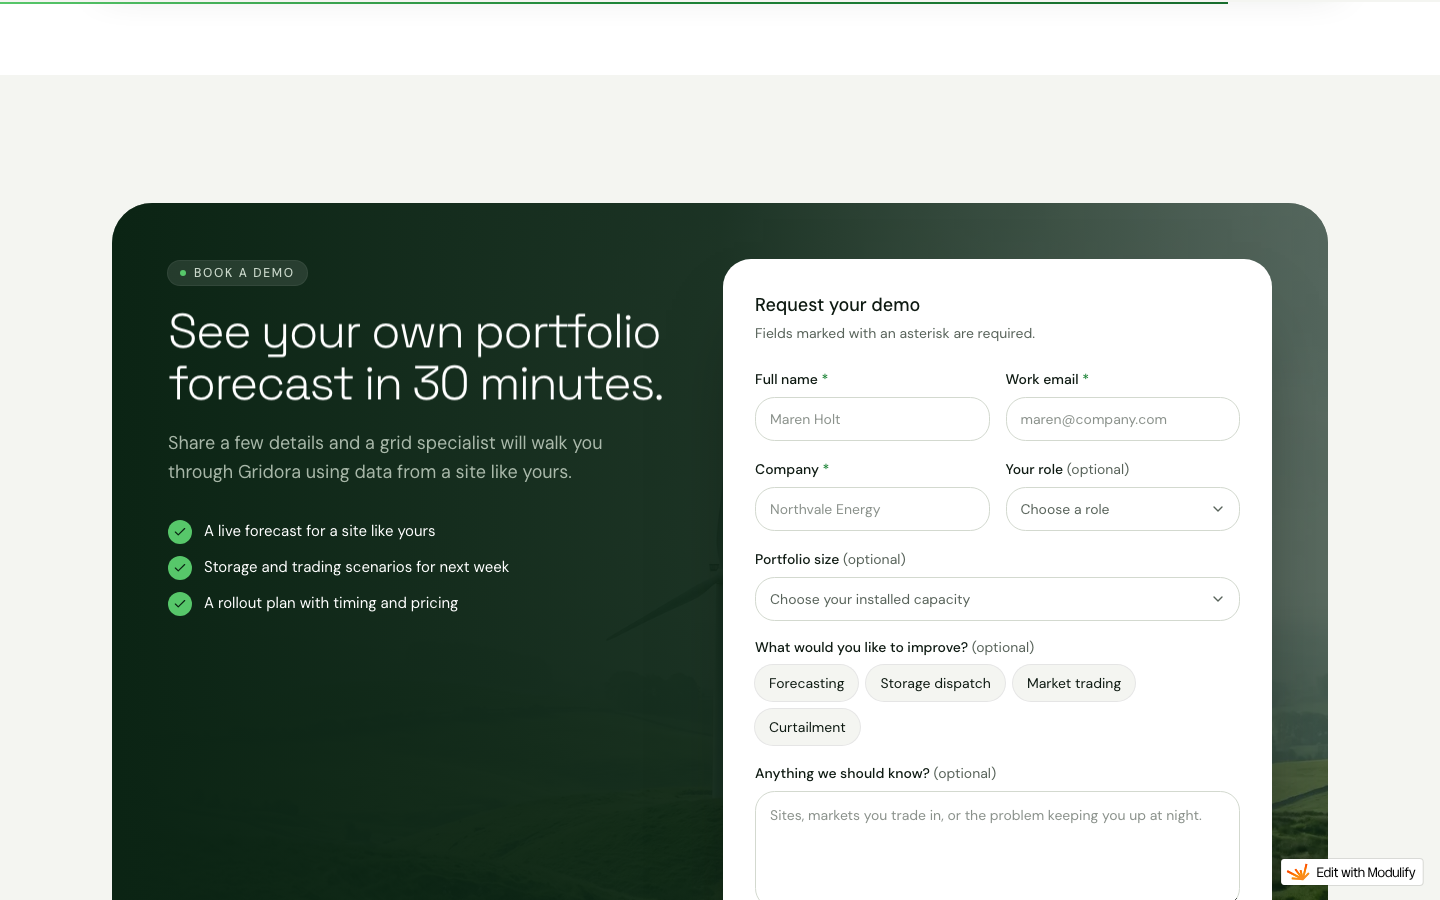 BOOK A DEMO
See your own portfolio
forecast in 30 minutes.
Share a few details and a grid specialist will walk you
through Gridora using data from a site like yours.
A live forecast for a site like yours
Storage and trading scenarios for next week
A rollout plan with timing and pricing
Request your demo
Fields marked with an asterisk are required.
Full name *
Work email *
Maren Holt
maren@company.com
Company *
Your role (optional)
Northvale Energy
Choose a role
Portfolio size (optional)
Choose your installed capacity
What would you like to improve? (optional)
Forecasting
Storage dispatch
Market trading
Curtailment
Anything we should know? (optional)
Sites, markets you trade in, or the problem keeping you up at night.
Edit with Modulify